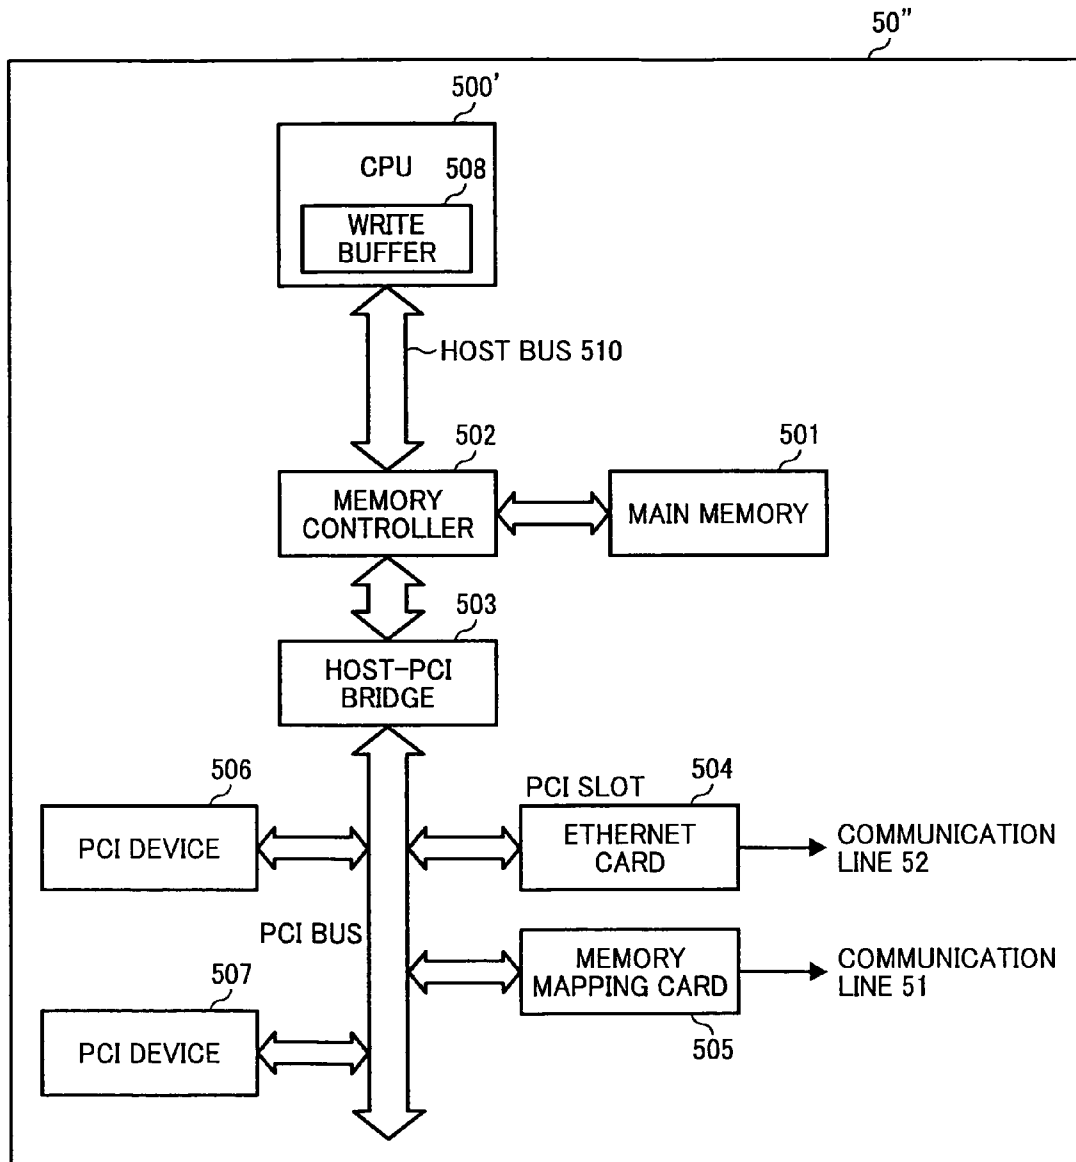 50"
500'
CPU
508
WRITE
BUFFER
HOST BUS 510
502
501
MEMORY
CONTROLLER
MAIN MEMORY
503
HOST-PCI
BRIDGE
506
PCI SLOT
504
PCI DEVICE
ETHERNET
CARD
COMMUNICATION
LINE 52
PCI BUS
MEMORY
MAPPING CARD
COMMUNICATION
LINE 51
507
505
PCI DEVICE